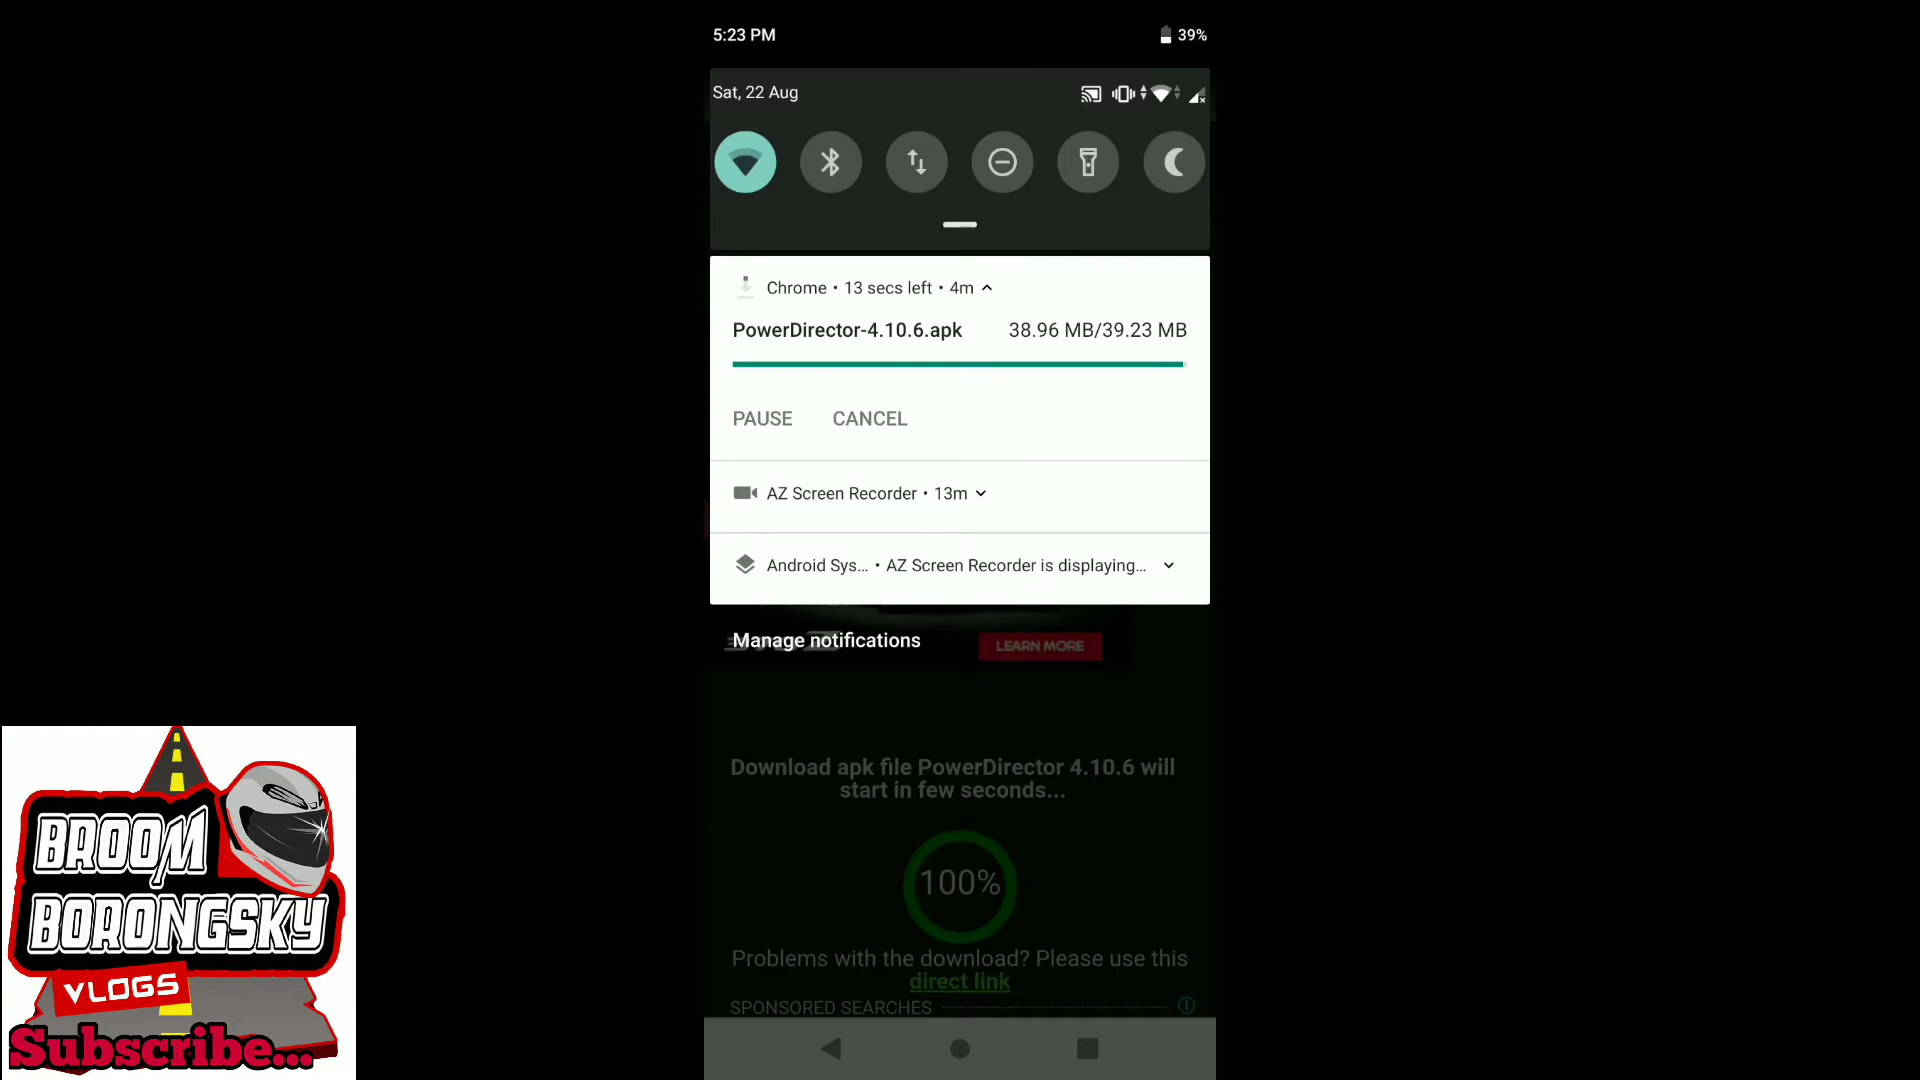 5:23 PM
39%
Sat, 22 Aug
Chrome • 13 secs left • 4m
PowerDirector-4.10.6.apk
38.96 MB/39.23 MB
PAUSE
CANCEL
AZ Screen Recorder • 13m
Android Sys... • AZ Screen Recorder is displaying...
Manage notifications
LEARN MORE
Download apk file PowerDirector 4.10.6 will
start in few seconds...
100%
Problems with the download? Please use this
direct link
SPONSORED SEARCHES
BROOM
BORONGSKY
VLOGS
Subscribe...